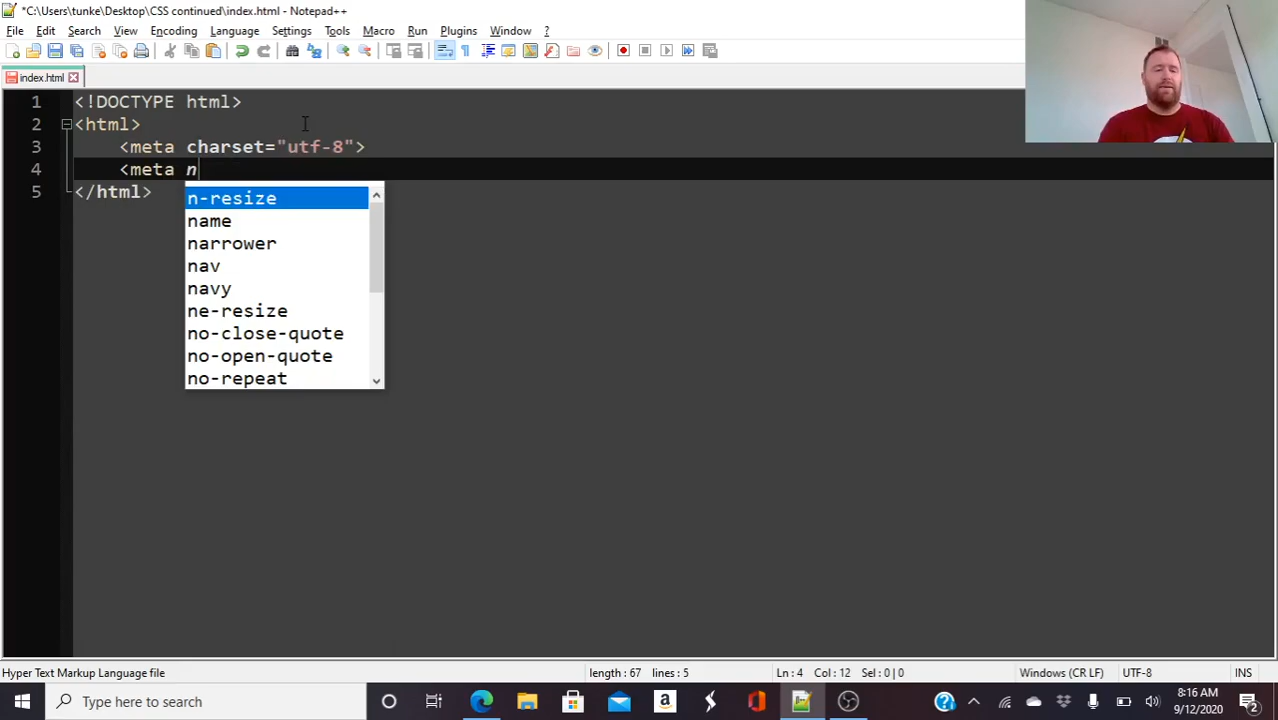 *C:\Users\tunke\Desktop\CSS continued\index.html - Notepad++
File Edit Search View Encoding Language Settings Tools Macro Run Plugins Window ?
index.html
1 <!DOCTYPE html>
2 <html>
3 <meta charset="utf-8">
4 <meta n
5 </html>
n-resize
name
narrower
nav
navy
ne-resize
no-close-quote
no-open-quote
no-repeat
Hyper Text Markup Language file length : 67 lines : 5 Ln : 4 Col : 12 Sel : 0 | 0 Windows (CR LF) UTF-8 INS
Type here to search
8:16 AM
9/12/2020
2